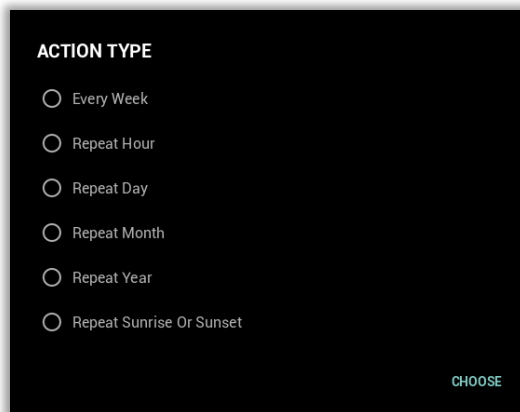 ACTION TYPE
Every Week
Repeat Hour
Repeat Day
Repeat Month
Repeat Year
Repeat Sunrise Or Sunset
CHOOSE